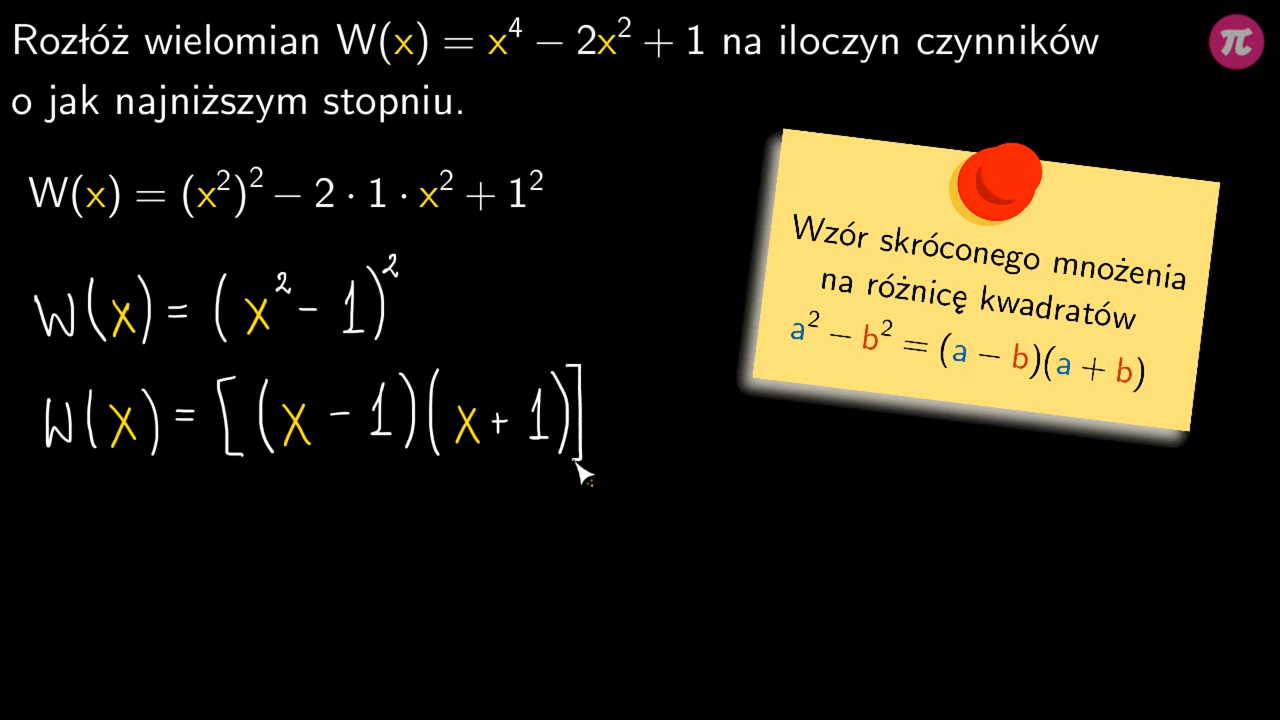 Rozłóż wielomian W(x) = x⁴ − 2x² + 1 na iloczyn czynników
o jak najniższym stopniu.
W(x) = (x²)² − 2 · 1 · x² + 1²
W(x) = (x² - 1)²
W(x) = [(x - 1)(x + 1)]
π
Wzór skróconego mnożenia
na różnicę kwadratów
a² − b² = (a − b)(a + b)